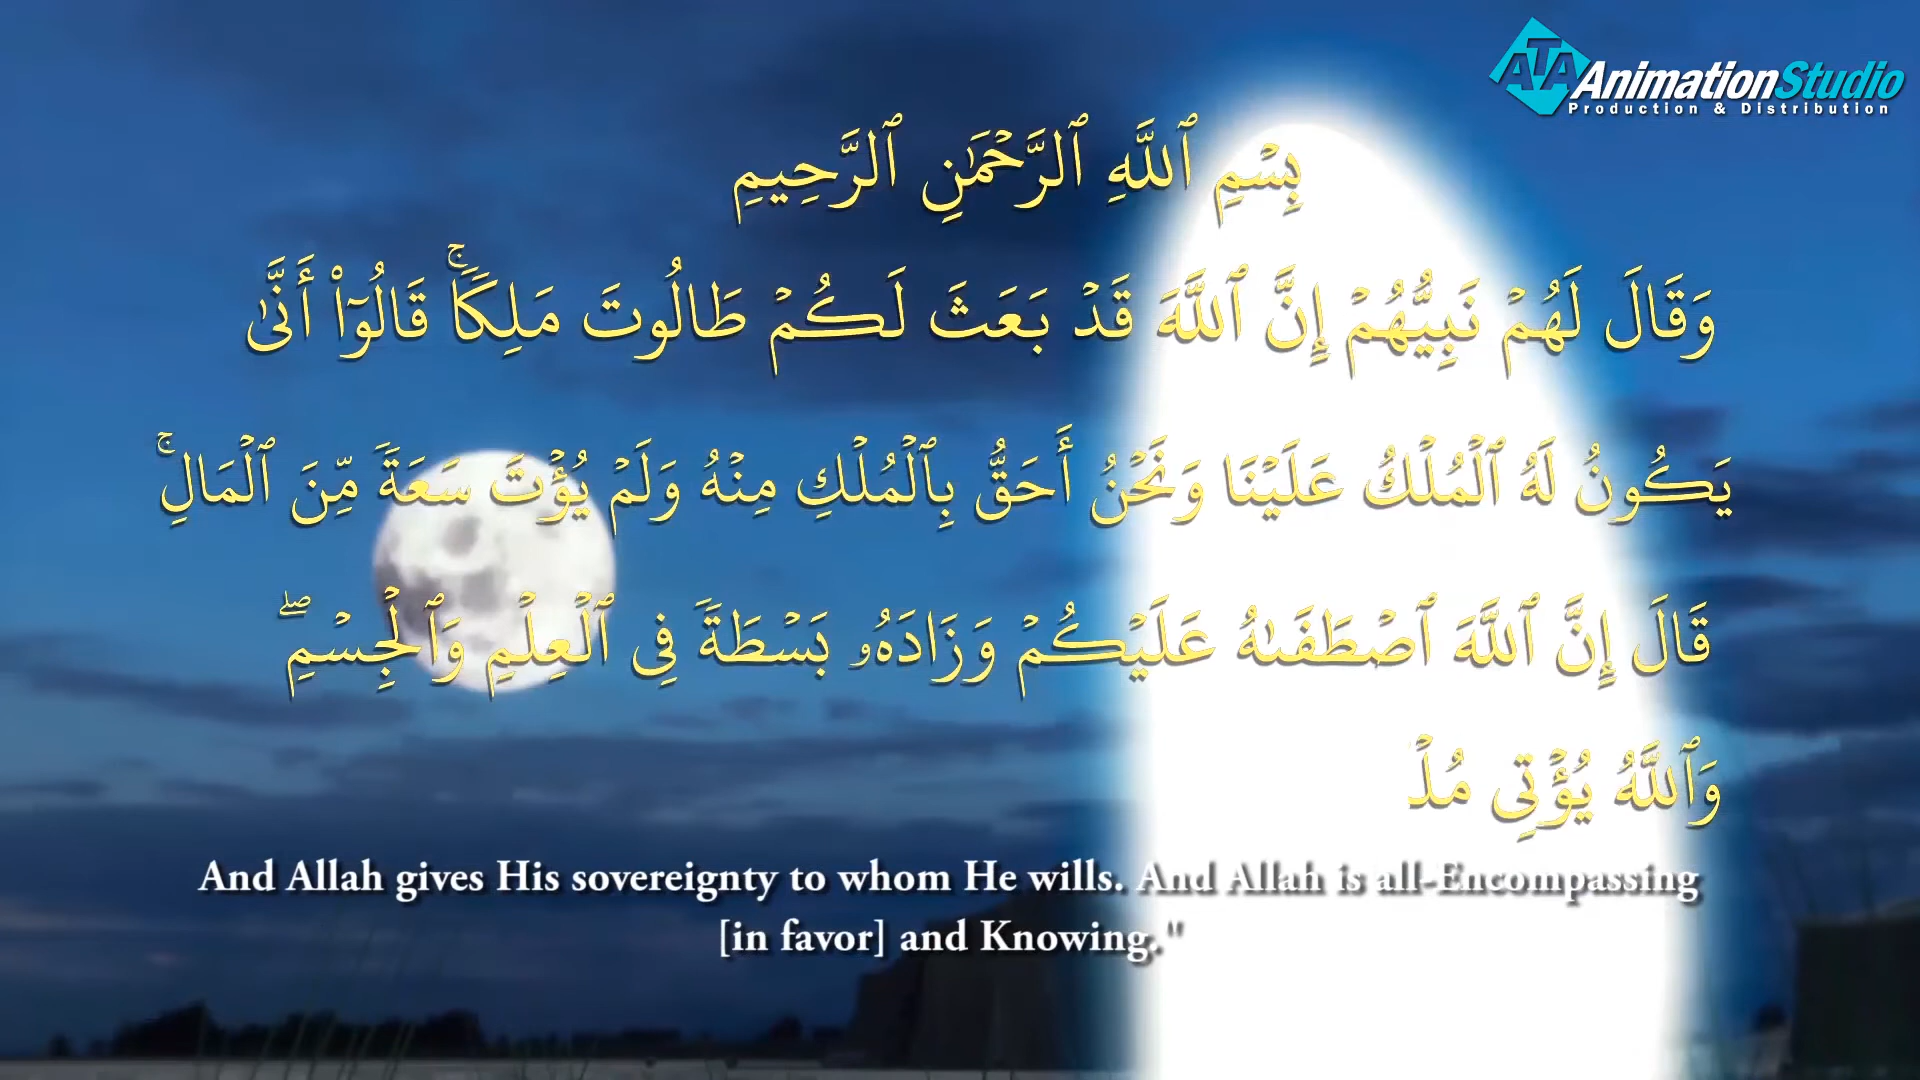 ATA AnimationStudio
Production & Distribution
بِسْمِ ٱللَّهِ ٱلرَّحْمَٰنِ ٱلرَّحِيمِ
وَقَالَ لَهُمْ نَبِيُّهُمْ إِنَّ ٱللَّهَ قَدْ بَعَثَ لَكُمْ طَالُوتَ مَلِكًۭا ۚ قَالُوٓا۟ أَنَّىٰ
يَكُونُ لَهُ ٱلْمُلْكُ عَلَيْنَا وَنَحْنُ أَحَقُّ بِٱلْمُلْكِ مِنْهُ وَلَمْ يُؤْتَ سَعَةًۭ مِّنَ ٱلْمَالِ ۚ
قَالَ إِنَّ ٱللَّهَ ٱصْطَفَىٰهُ عَلَيْكُمْ وَزَادَهُۥ بَسْطَةًۭ فِى ٱلْعِلْمِ وَٱلْجِسْمِ ۖ
وَٱللَّهُ يُؤْتِى مُلْ
And Allah gives His sovereignty to whom He wills. And Allah is all-Encompassing
[in favor] and Knowing."